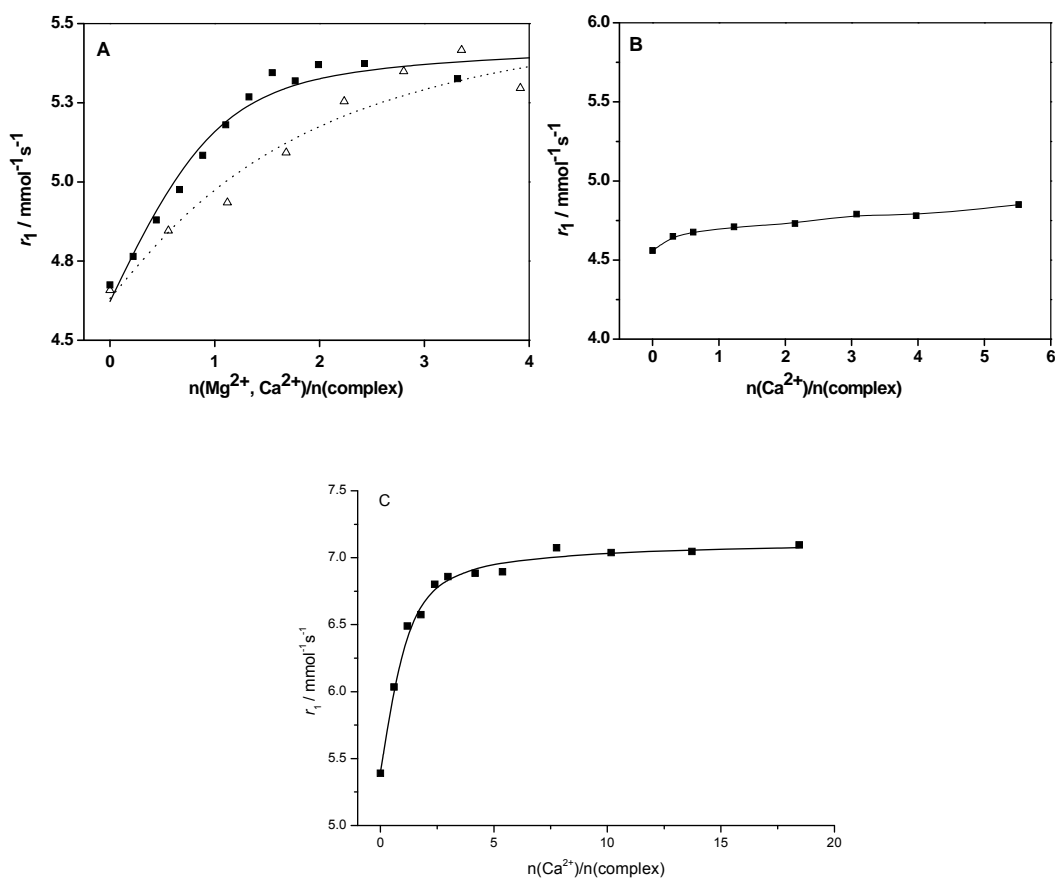 A
5.5
5.3
5.0
4.8
4.5
r₁ / mmol⁻¹s⁻¹
0 1 2 3 4
n(Mg²⁺, Ca²⁺)/n(complex)
B
6.0
5.5
5.0
4.5
4.0
r₁ / mmol⁻¹s⁻¹
0 1 2 3 4 5 6
n(Ca²⁺)/n(complex)
C
7.5
7.0
6.5
6.0
5.5
5.0
r₁ / mmol⁻¹s⁻¹
0 5 10 15 20
n(Ca²⁺)/n(complex)